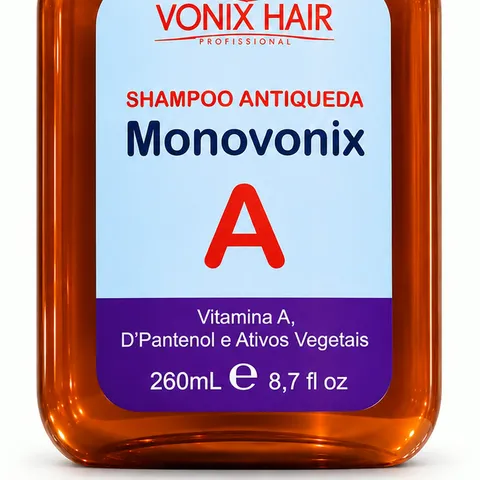 VONIX HAIR
PROFISSIONAL
SHAMPOO ANTIQUEDA
Monovonix
A
Vitamina A,
D'Pantenol e Ativos Vegetais
260mL e 8,7 fl oz